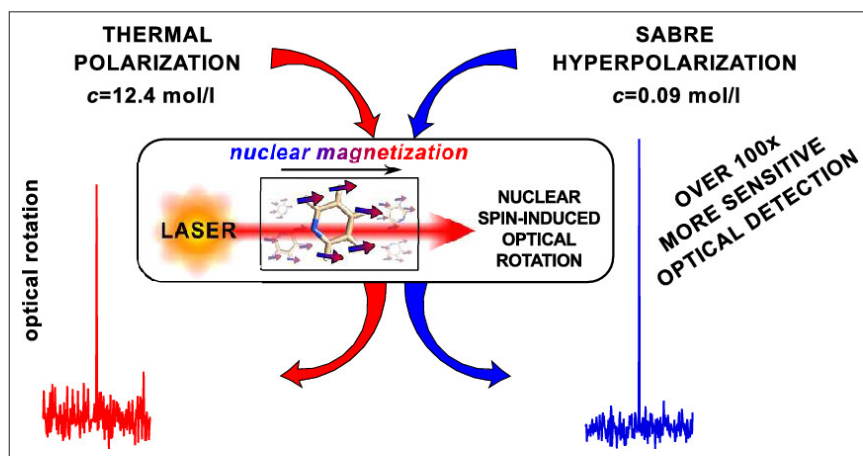 THERMAL
POLARIZATION
c=12.4 mol/l
SABRE
HYPERPOLARIZATION
c=0.09 mol/l
nuclear magnetization
LASER
NUCLEAR
SPIN-INDUCED
OPTICAL
ROTATION
OVER 100x
MORE SENSITIVE
OPTICAL DETECTION
optical rotation